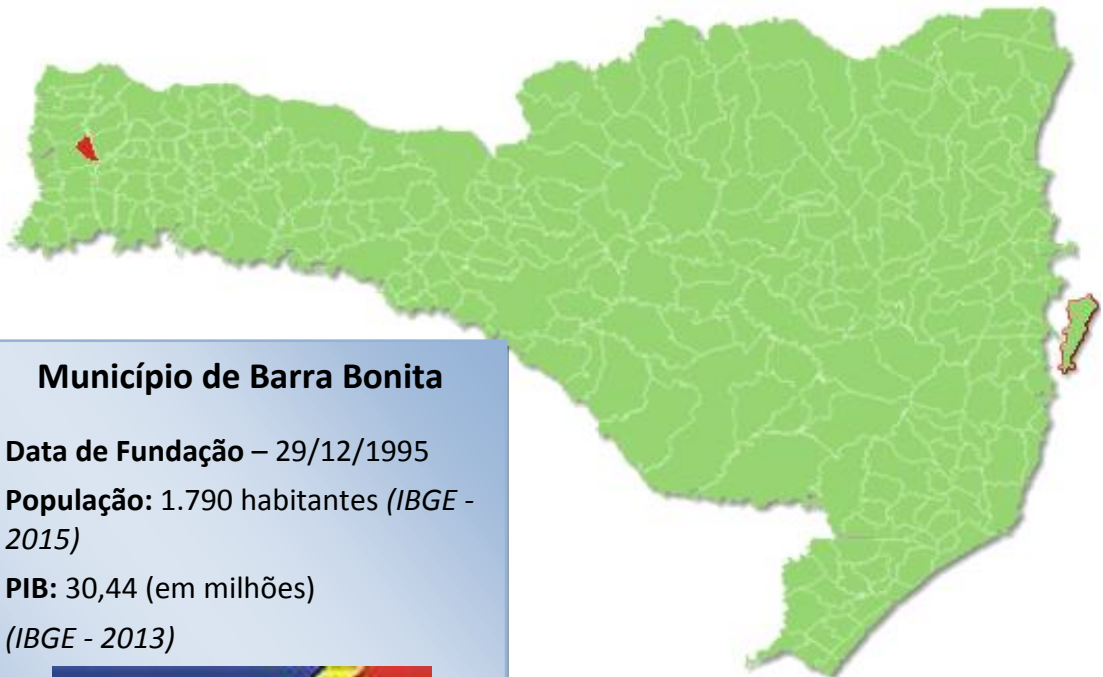 Município de Barra Bonita
Data de Fundação – 29/12/1995
População: 1.790 habitantes (IBGE -
2015)
PIB: 30,44 (em milhões)
(IBGE - 2013)